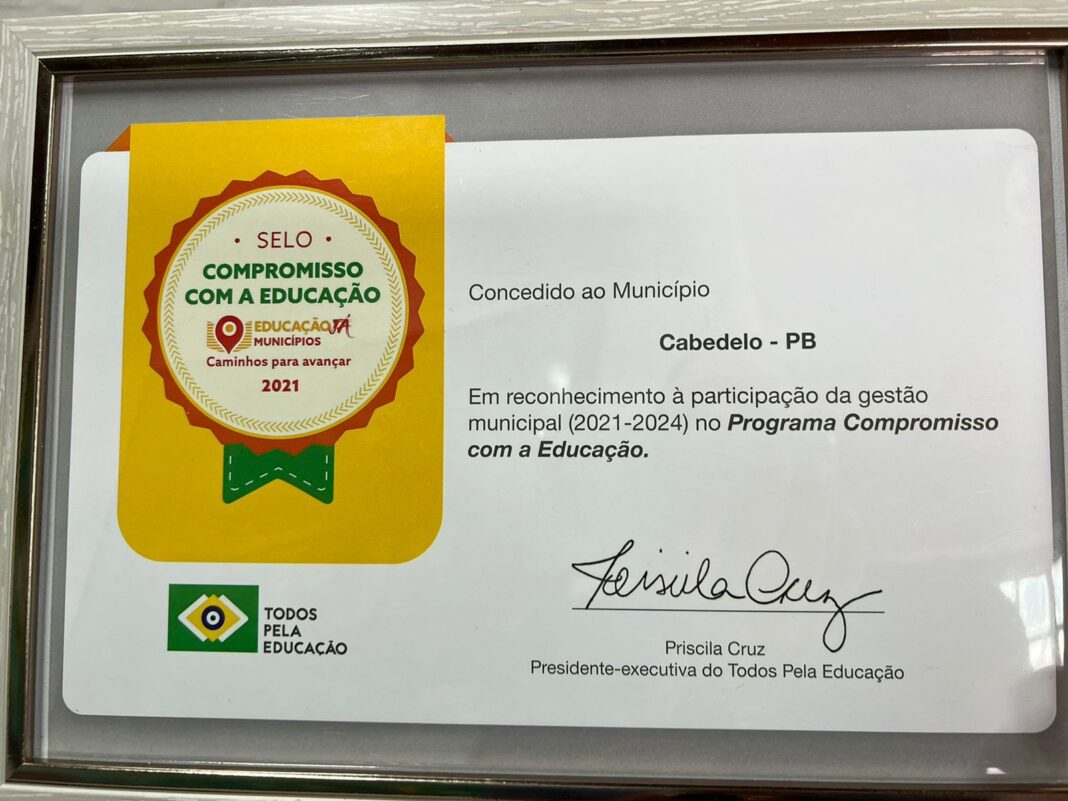 • SELO •
COMPROMISSO
COM A EDUCAÇÃO
EDUCAÇÃO JÁ
MUNICÍPIOS
Caminhos para avançar
2021
Concedido ao Município
Cabedelo - PB
Em reconhecimento à participação da gestão
municipal (2021-2024) no Programa Compromisso
com a Educação.
TODOS
PELA
EDUCAÇÃO
Priscila Cruz
Priscila Cruz
Presidente-executiva do Todos Pela Educação